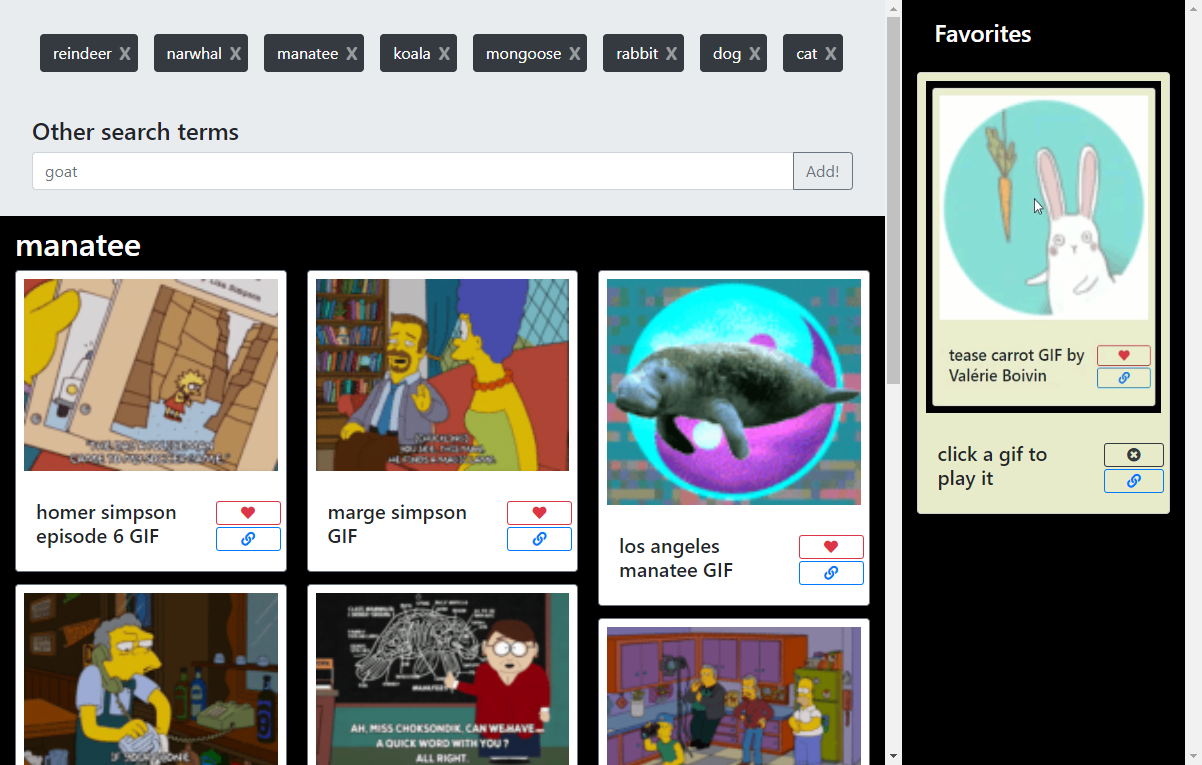 reindeer X narwhal X manatee X koala X mongoose X rabbit X dog X cat X
Other search terms
goat
Add!
manatee
homer simpson
episode 6 GIF
marge simpson
GIF
los angeles
manatee GIF
AH, MISS CHOKSONDIK, CAN WE HAVE
A QUICK WORD WITH YOU?
ALL RIGHT.
Favorites
tease carrot GIF by
Valérie Boivin
click a gif to
play it